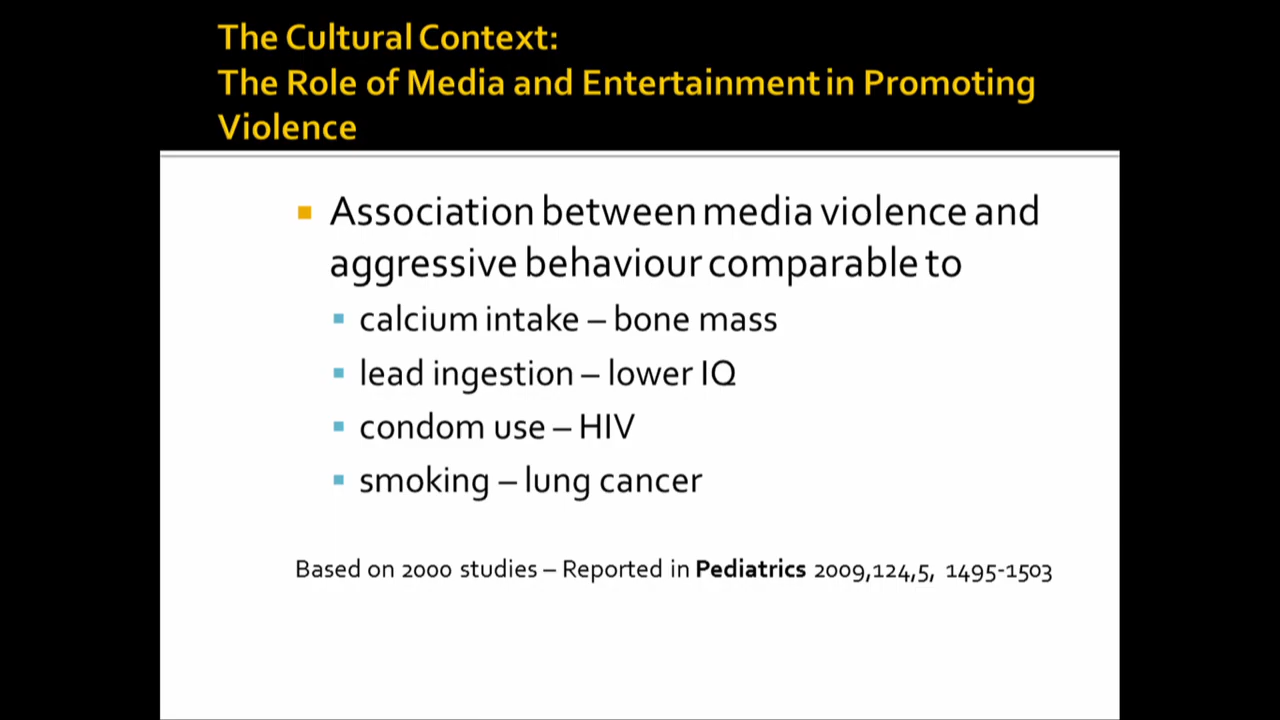 The Cultural Context:
The Role of Media and Entertainment in Promoting
Violence
Association between media violence and
aggressive behaviour comparable to
calcium intake – bone mass
lead ingestion – lower IQ
condom use – HIV
smoking – lung cancer
Based on 2000 studies – Reported in Pediatrics 2009,124,5, 1495-1503